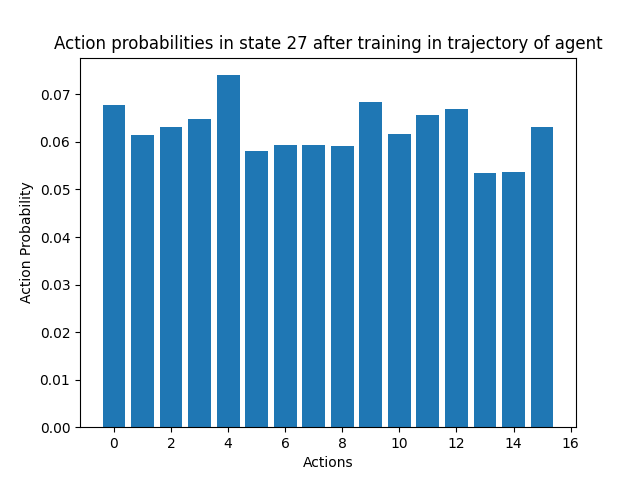 Action probabilities in state 27 after training in trajectory of agent
0.07
0.06
0.05
0.04
0.03
0.02
0.01
0.00
Action Probability
0 2 4 6 8 10 12 14 16
Actions